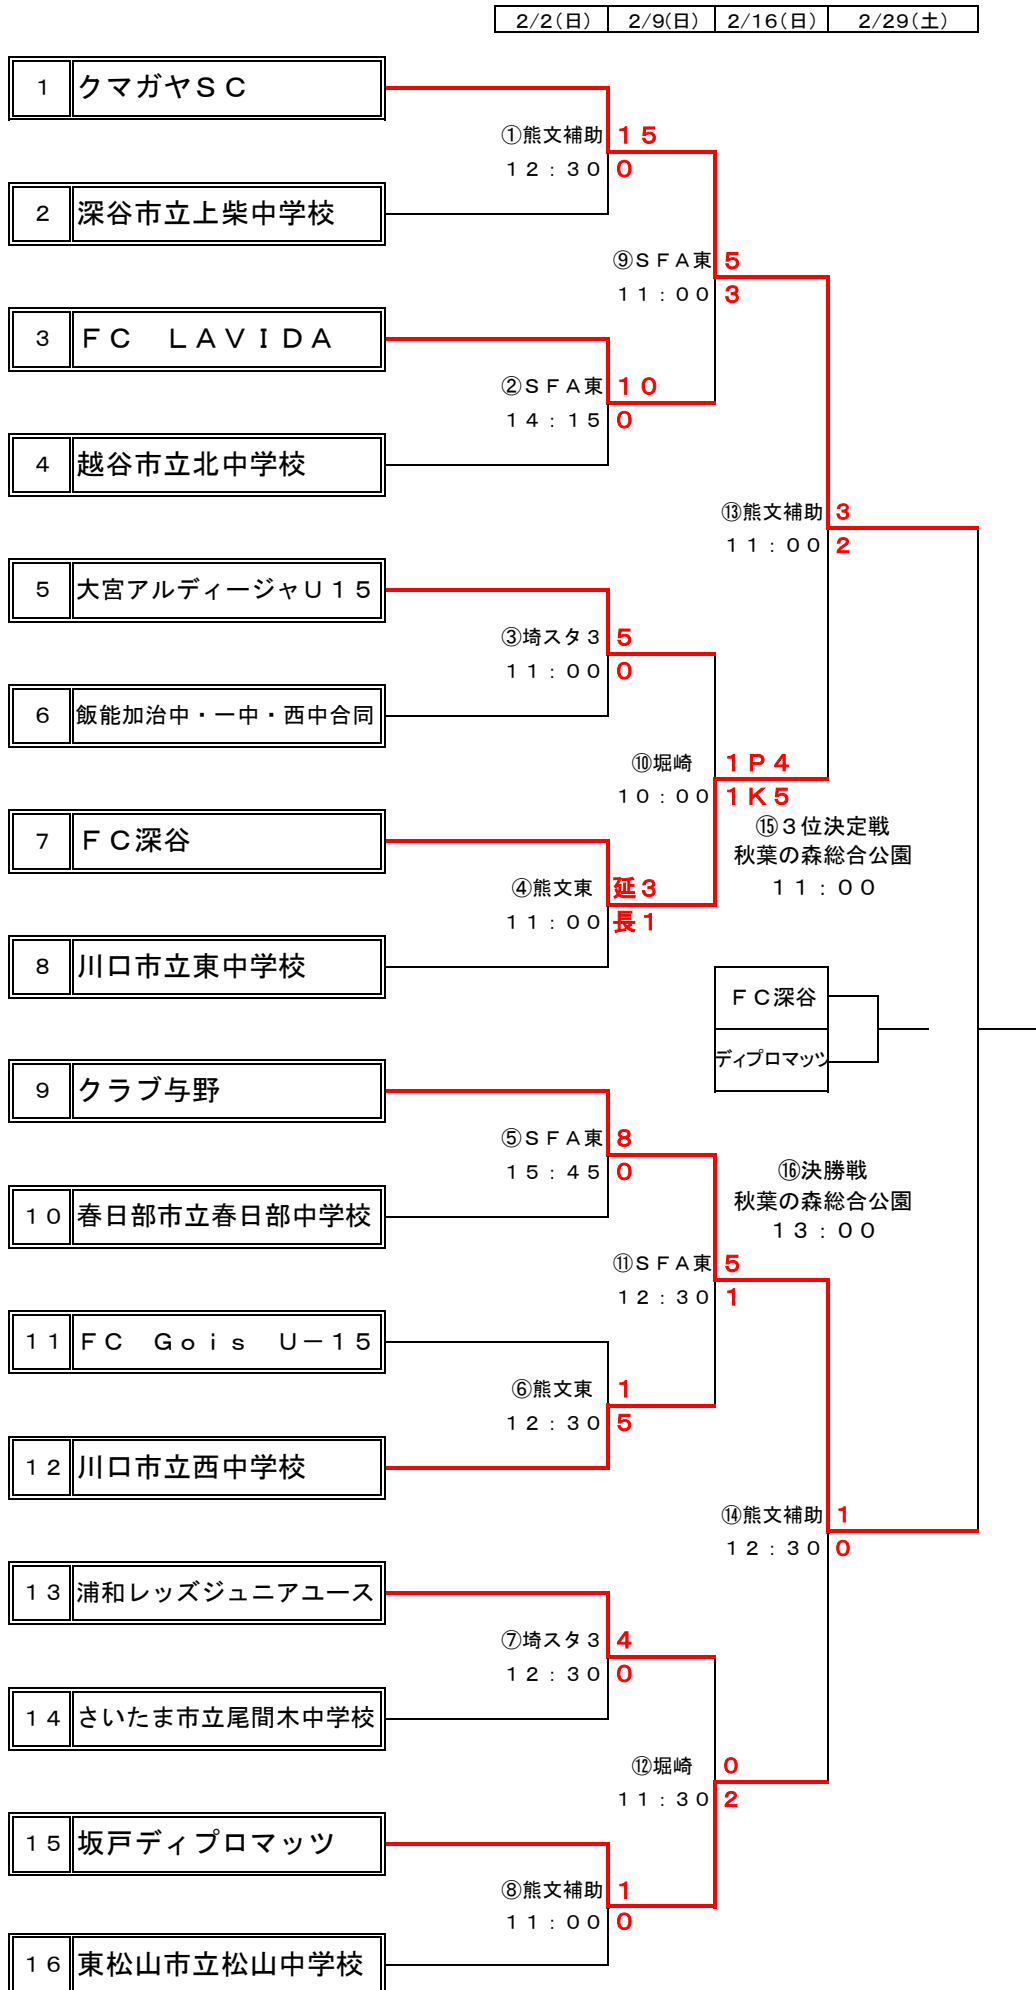 2/2(日) 2/9(日) 2/16(日) 2/29(土)
1 クマガヤSC
①熊文補助 15
12:30 0
2 深谷市立上柴中学校
⑨SFA東 5
11:00 3
3 FC LAVIDA
②SFA東 10
14:15 0
4 越谷市立北中学校
⑬熊文補助 3
11:00 2
5 大宮アルディージャU15
③埼スタ3 5
11:00 0
6 飯能加治中・一中・西中合同
⑩堀崎 1P4
10:00 1K5
7 FC深谷
⑮3位決定戦
秋葉の森総合公園
11:00
④熊文東 延3
11:00 長1
8 川口市立東中学校
FC深谷
ディプロマッツ
9 クラブ与野
⑤SFA東 8
15:45 0
⑯決勝戦
秋葉の森総合公園
13:00
10 春日部市立春日部中学校
⑪SFA東 5
12:30 1
11 FC Gois U-15
⑥熊文東 1
12:30 5
12 川口市立西中学校
⑭熊文補助 1
12:30 0
13 浦和レッズジュニアユース
⑦埼スタ3 4
12:30 0
14 さいたま市立尾間木中学校
⑫堀崎 0
11:30 2
15 坂戸ディプロマッツ
⑧熊文補助 1
11:00 0
16 東松山市立松山中学校